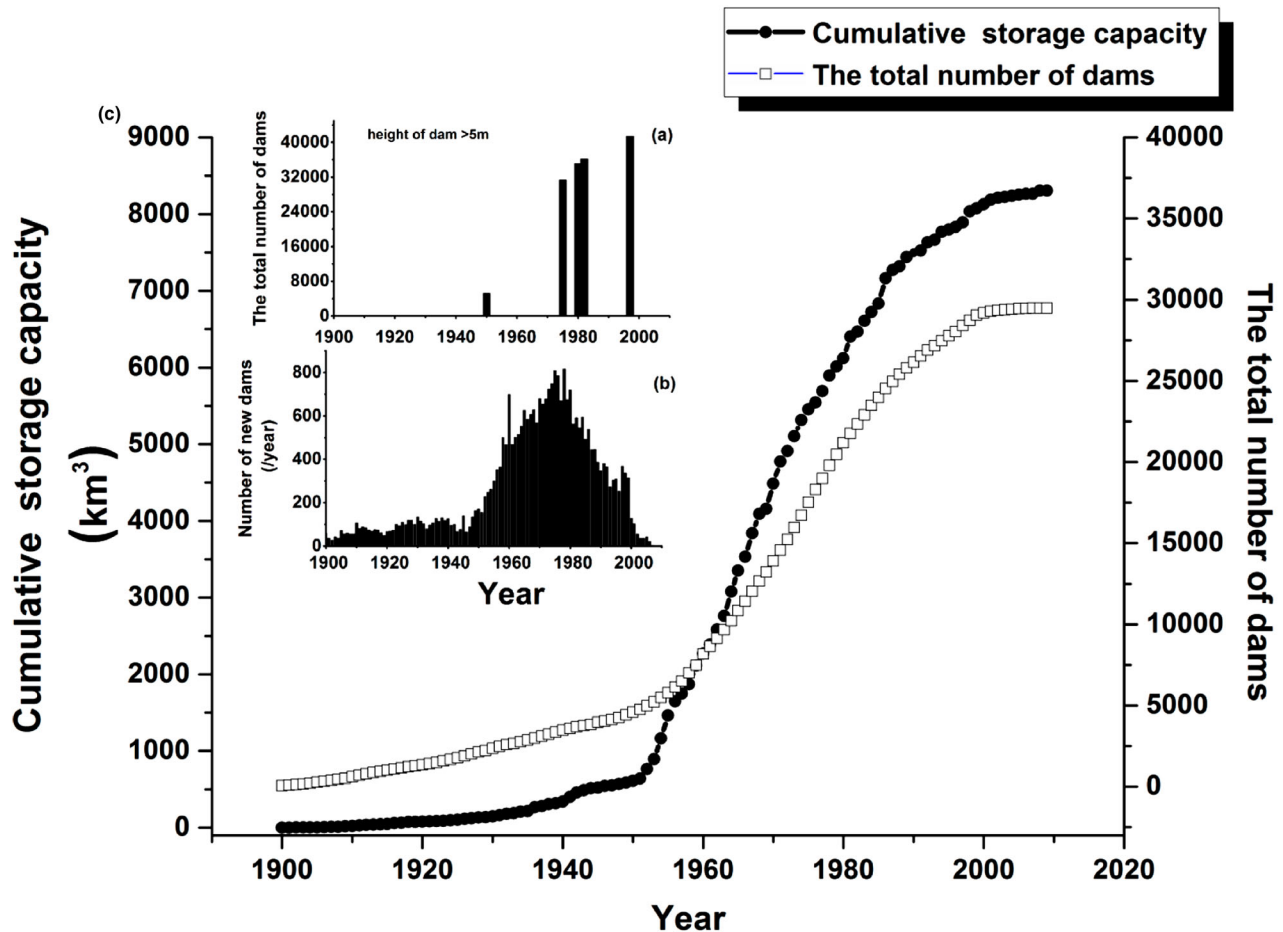 Cumulative storage capacity
The total number of dams
(c)
9000
8000
7000
6000
5000
4000
3000
2000
1000
0
Cumulative storage capacity
(km³)
40000
35000
30000
25000
20000
15000
10000
5000
0
The total number of dams
1900 1920 1940 1960 1980 2000 2020
Year
height of dam >5m
(a)
The total number of dams
40000
32000
24000
16000
8000
0
1900 1920 1940 1960 1980 2000
(b)
Number of new dams
(/year)
800
600
400
200
0
1900 1920 1940 1960 1980 2000
Year